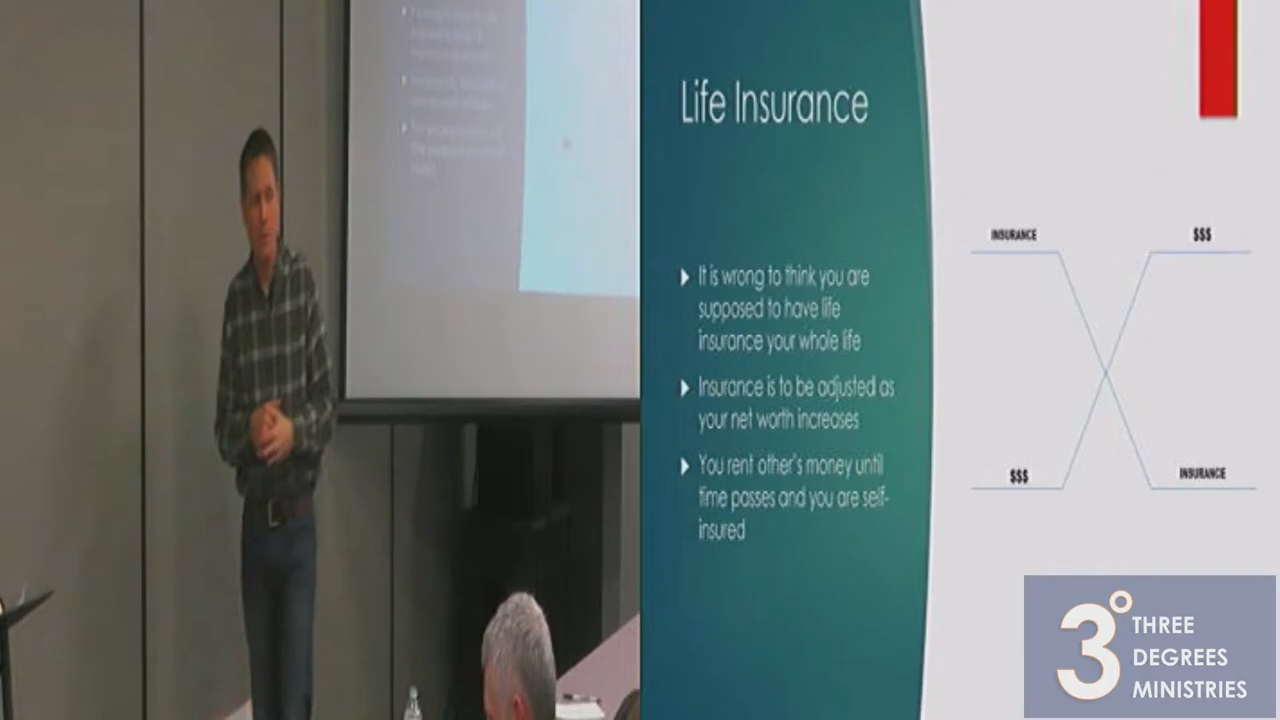 Life Insurance
It is wrong to think you are
supposed to have life
insurance your whole life
Insurance is to be adjusted as
your net worth increases
You rent other's money until
time passes and you are self-
insured
INSURANCE
$$$
$$$
INSURANCE
3°
THREE
DEGREES
MINISTRIES